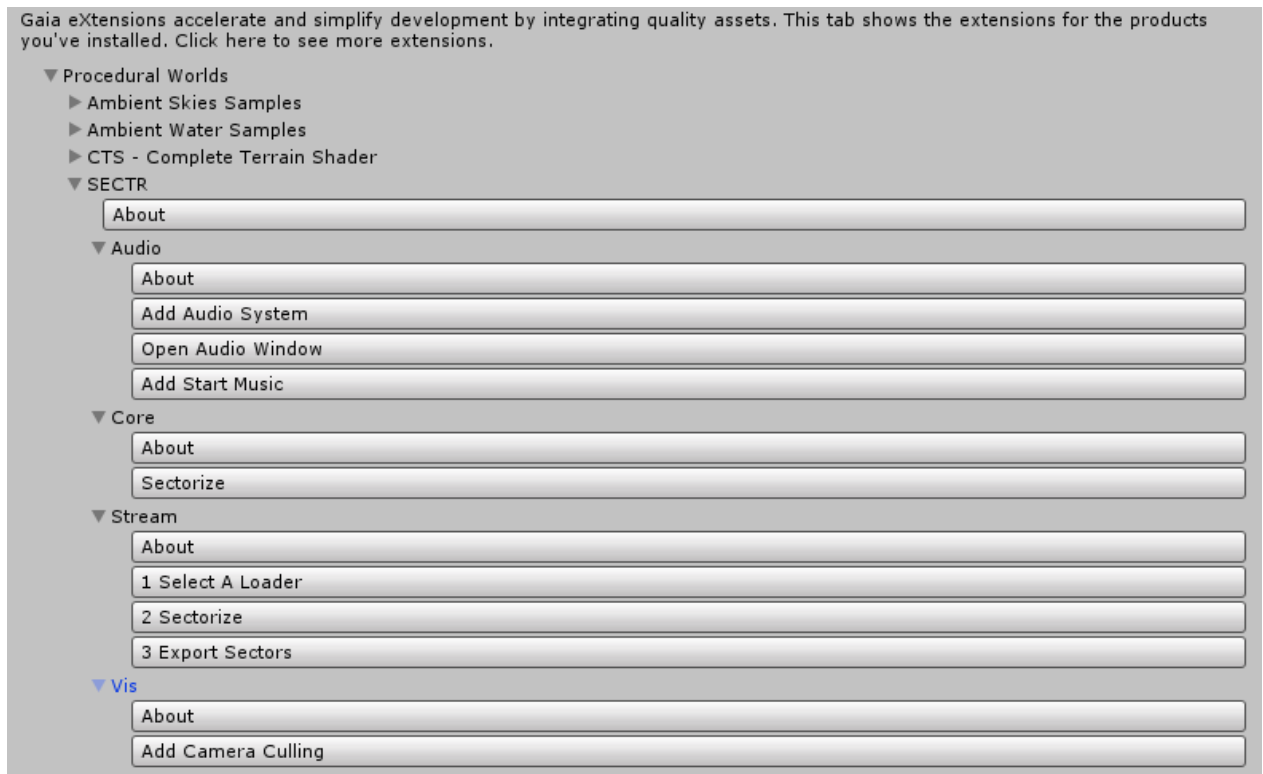 Gaia eXtensions accelerate and simplify development by integrating quality assets. This tab shows the extensions for the products
you've installed. Click here to see more extensions.
Procedural Worlds
Ambient Skies Samples
Ambient Water Samples
CTS - Complete Terrain Shader
SECTR
About
Audio
About
Add Audio System
Open Audio Window
Add Start Music
Core
About
Sectorize
Stream
About
1 Select A Loader
2 Sectorize
3 Export Sectors
Vis
About
Add Camera Culling